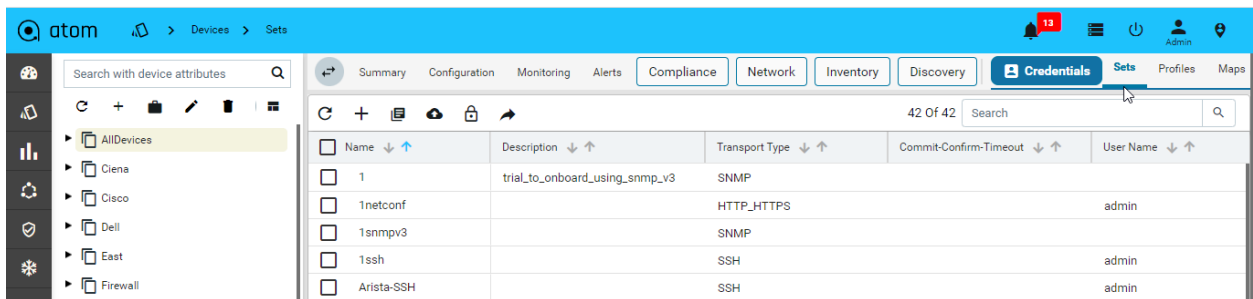 atom > Devices > Sets 13 Admin
Search with device attributes
Summary Configuration Monitoring Alerts Compliance Network Inventory Discovery Credentials Sets Profiles Maps
42 Of 42 Search
AllDevices
Ciena
Cisco
Dell
East
Firewall
Name Description Transport Type Commit-Confirm-Timeout User Name
1 trial_to_onboard_using_snmp_v3 SNMP
1netconf HTTP_HTTPS admin
1snmpv3 SNMP
1ssh SSH admin
Arista-SSH SSH admin